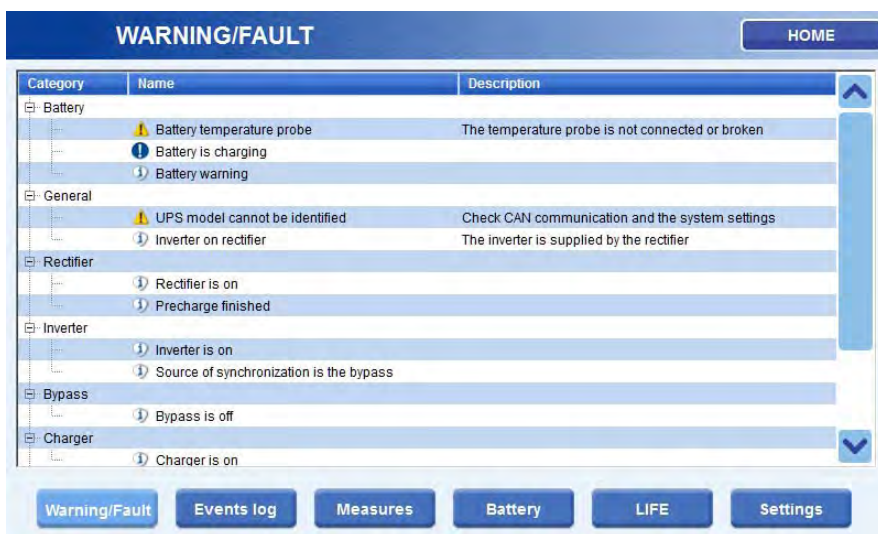 WARNING/FAULT HOME
Category Name Description
Battery
Battery temperature probe The temperature probe is not connected or broken
Battery is charging
Battery warning
General
UPS model cannot be identified Check CAN communication and the system settings
Inverter on rectifier The inverter is supplied by the rectifier
Rectifier
Rectifier is on
Precharge finished
Inverter
Inverter is on
Source of synchronization is the bypass
Bypass
Bypass is off
Charger
Charger is on
Warning/Fault Events log Measures Battery LIFE Settings